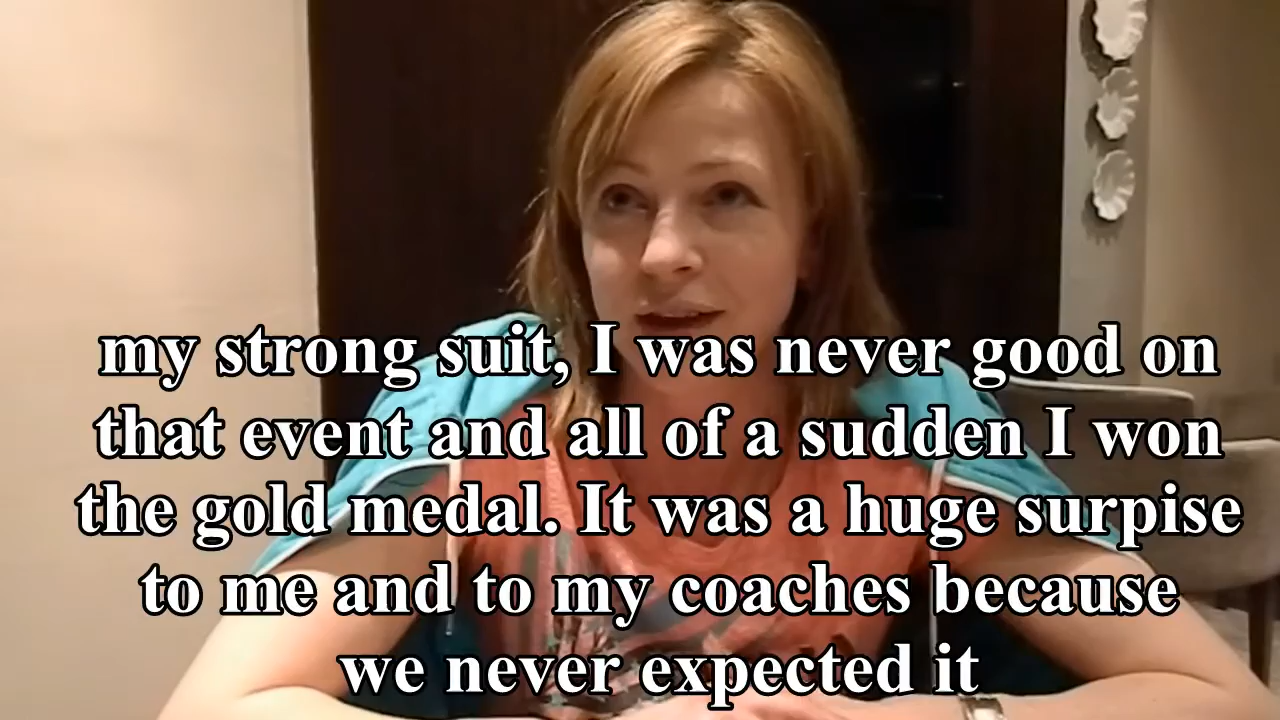 my strong suit, I was never good on
that event and all of a sudden I won
the gold medal. It was a huge surpise
to me and to my coaches because
we never expected it